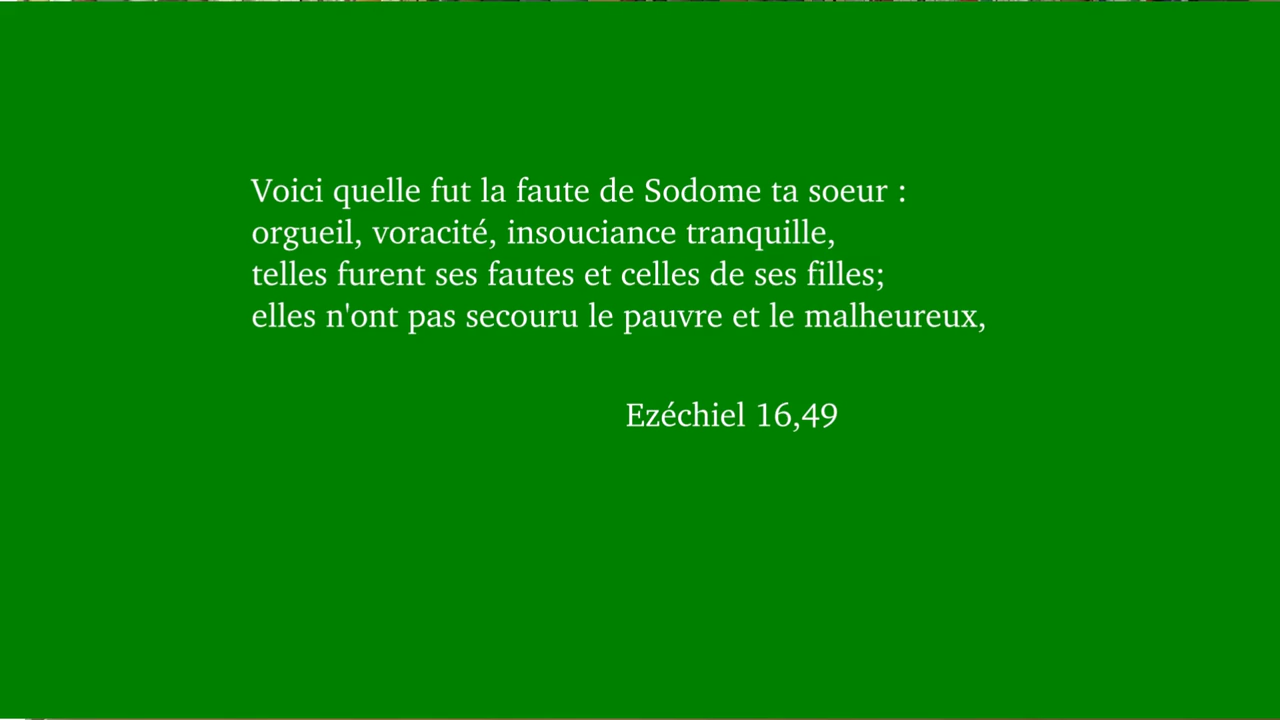 Voici quelle fut la faute de Sodome ta soeur :
orgueil, voracité, insouciance tranquille,
telles furent ses fautes et celles de ses filles;
elles n'ont pas secouru le pauvre et le malheureux,
Ezéchiel 16,49